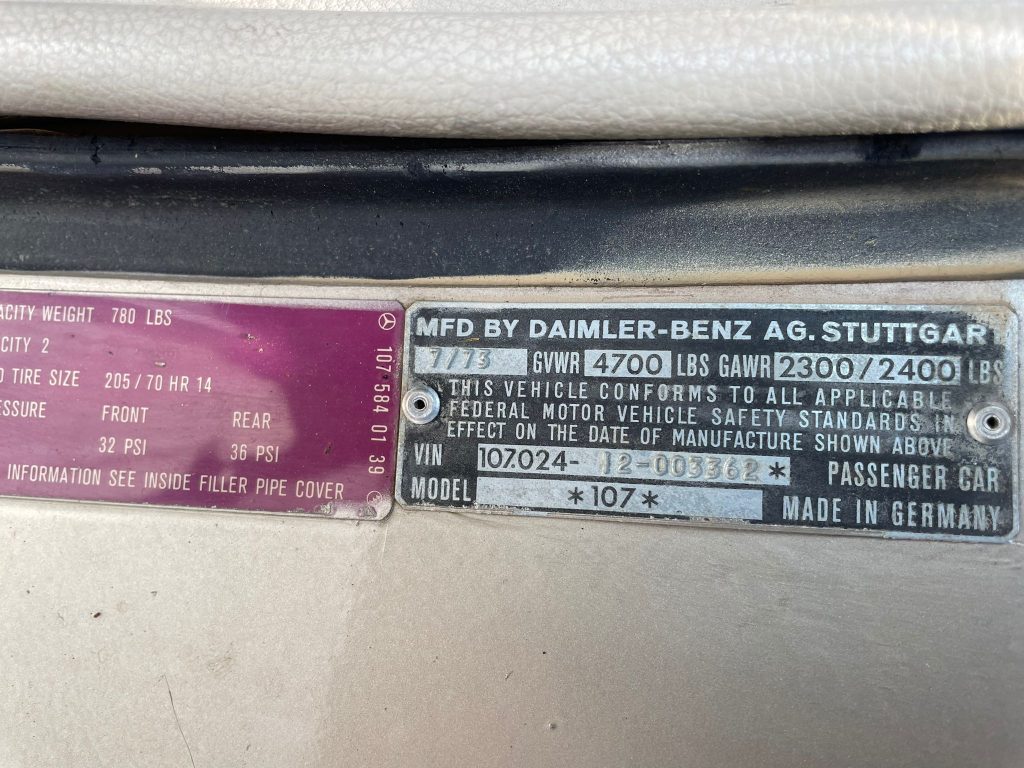 ACITY WEIGHT 780 LBS
CITY 2
TIRE SIZE 205/70 HR 14
ESSURE FRONT REAR
32 PSI 36 PSI
INFORMATION SEE INSIDE FILLER PIPE COVER
107 584 01 39
MFD BY DAIMLER-BENZ AG. STUTTGAR
7/73 GVWR 4700 LBS GAWR 2300/2400 LBS
THIS VEHICLE CONFORMS TO ALL APPLICABLE
FEDERAL MOTOR VEHICLE SAFETY STANDARDS IN
EFFECT ON THE DATE OF MANUFACTURE SHOWN ABOVE
VIN 107.024-12-003362* PASSENGER CAR
MODEL *107* MADE IN GERMANY